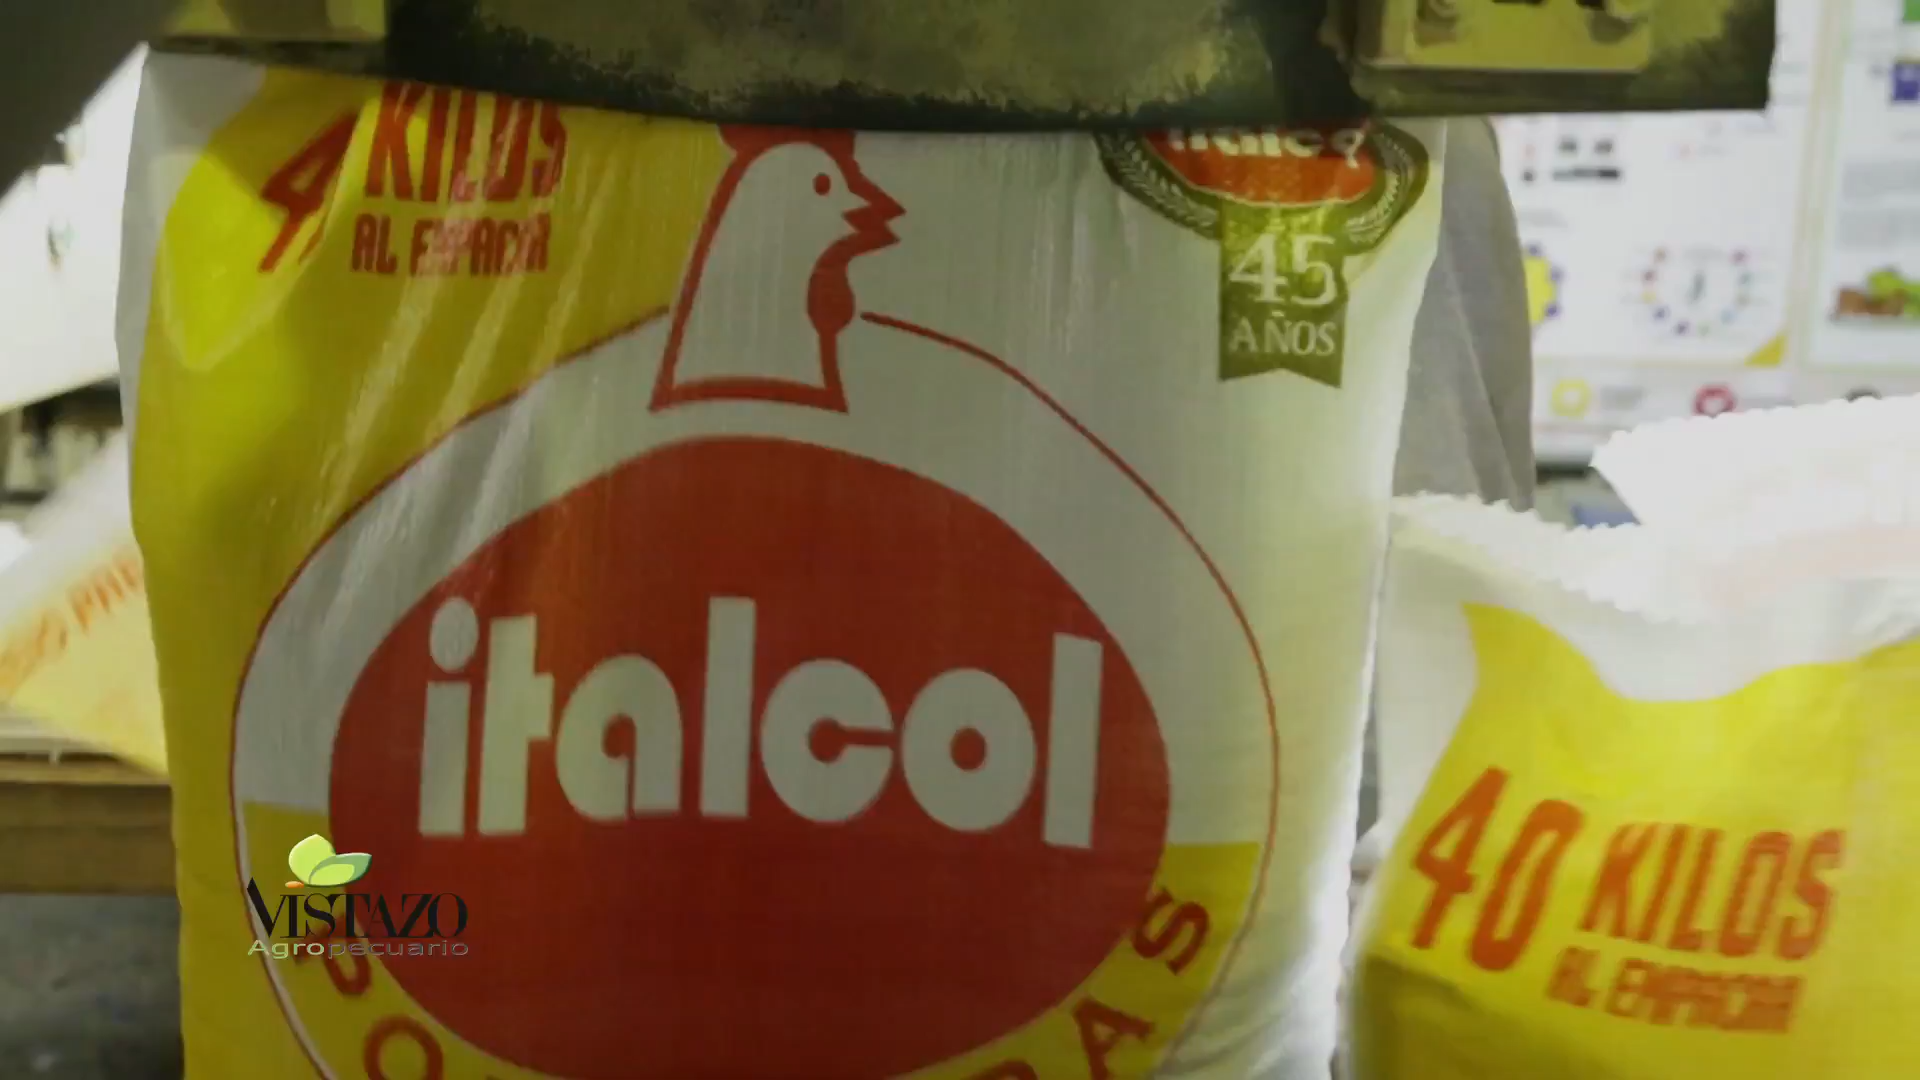 4
KILOS
AL EMPACAR
italcol
45
AÑOS
italcol
40 KILOS
AL EMPACAR
VISTAZO
Agropecuario